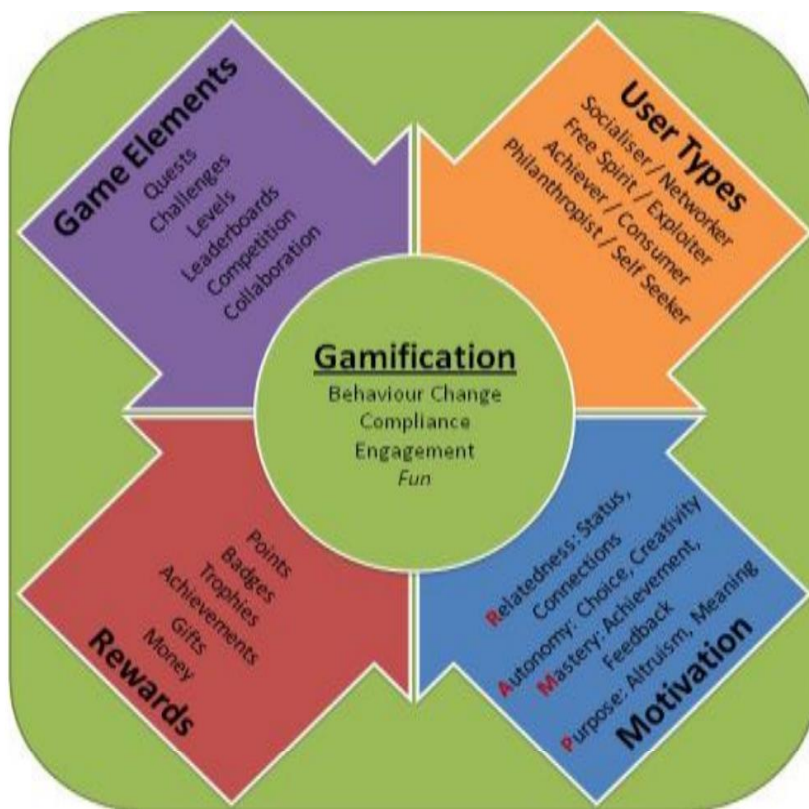 Game Elements
Quests
Challenges
Levels
Leaderboards
Competition
Collaboration
User Types
Socialiser / Networker
Free Spirit / Exploiter
Achiever / Consumer
Philanthropist / Self Seeker
Gamification
Behaviour Change
Compliance
Engagement
Fun
Points
Badges
Trophies
Achievements
Gifts
Money
Rewards
Relatedness: Status,
Connections
Autonomy: Choice, Creativity
Mastery: Achievement,
Feedback
Purpose: Altruism, Meaning
Motivation